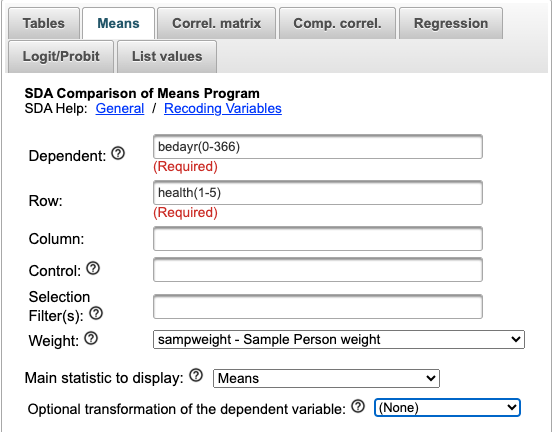 Tables Means Correl. matrix Comp. correl. Regression
Logit/Probit List values
SDA Comparison of Means Program
SDA Help: General / Recoding Variables
Dependent: ? bedayr(0-366)
(Required)
Row: health(1-5)
(Required)
Column:
Control: ?
Selection
Filter(s): ?
Weight: ? sampweight - Sample Person weight
Main statistic to display: ? Means
Optional transformation of the dependent variable: ? (None)